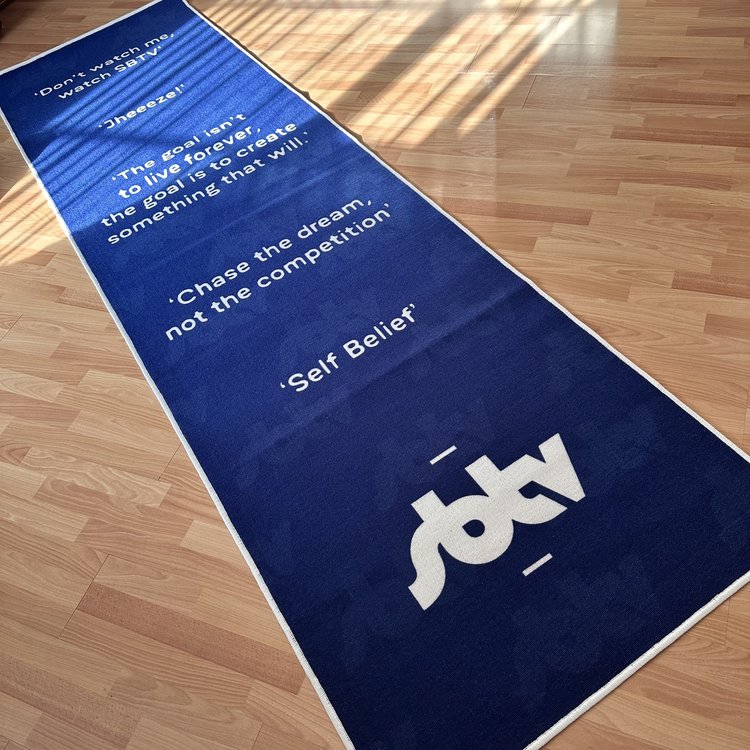 ‘Don't watch me,
watch SBTV’
‘Jheeeze!’
‘The goal isn't
to live forever,
the goal is to create
something that will.’
‘Chase the dream,
not the competition’
‘Self Belief’
sbtv